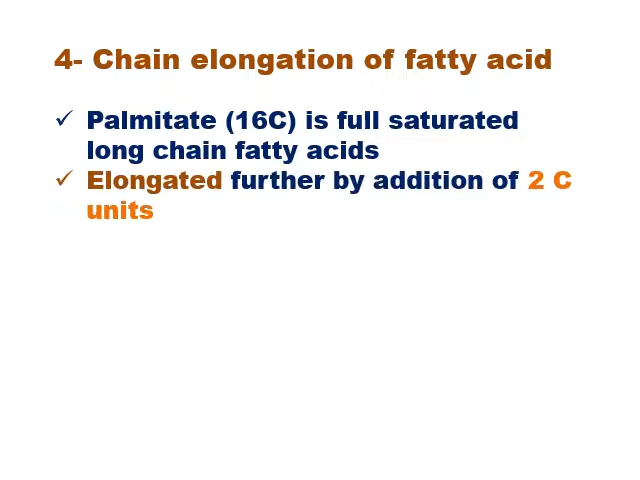 4- Chain elongation of fatty acid
✓ Palmitate (16C) is full saturated
long chain fatty acids
✓ Elongated further by addition of 2 C
units